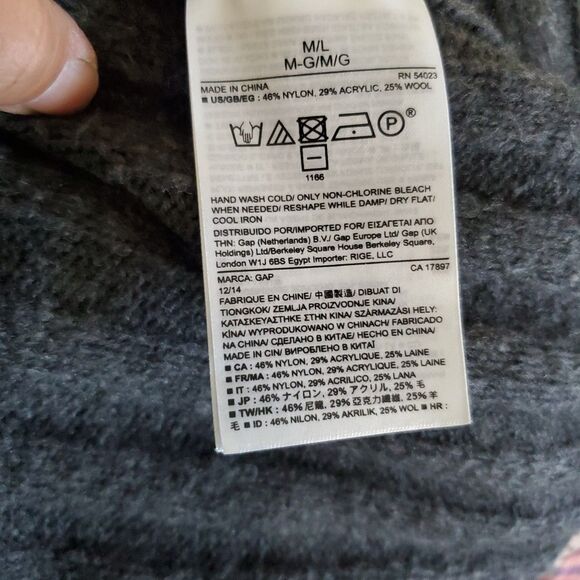 M/L
M-G/M/G
MADE IN CHINA RN 54023
■ US/GB/EG : 46% NYLON, 29% ACRYLIC, 25% WOOL
P ®
1166
HAND WASH COLD/ ONLY NON-CHLORINE BLEACH
WHEN NEEDED/ RESHAPE WHILE DAMP/ DRY FLAT/
COOL IRON
DISTRIBUIDO POR/IMPORTED FOR/ ΕΙΣΑΓΕΤΑΙ ΑΠΟ
ΤΗΝ: Gap (Netherlands) B.V./ Gap Europe Ltd/ Gap (UK
Holdings) Ltd/Berkeley Square House Berkeley Square,
London W1J 6BS Egypt Importer: RIGE, LLC
MARCA: GAP CA 17897
12/14
FABRIQUE EN CHINE/ 中國製造/ DIBUAT DI
TIONGKOK/ ZEMLJA PROIZVODNJE KINA/
ΚΑΤΑΣΚΕΥΑΣΤΗΚΕ ΣΤΗΝ ΚΙΝΑ/ SZÁRMAZÁSI HELY:
KÍNA/ WYPRODUKOWANO W CHINACH/ FABRICADO
NA CHINA/ СДЕЛАНО В КИТАЕ/ HECHO EN CHINA/
MADE IN CIN/ ВИРОБЛЕНО В КИТАЇ
■ CA : 46% NYLON, 29% ACRYLIQUE, 25% LAINE
■ FR/MA : 46% NYLON, 29% ACRYLIQUE, 25% LAINE
■ IT : 46% NYLON, 29% ACRILICO, 25% LANA
■ JP : 46% ナイロン, 29% アクリル, 25% 毛
■ TW/HK : 46% 尼龍, 29% 亞克力纖維, 25% 羊
毛 ■ ID : 46% NILON, 29% AKRILIK, 25% WOL ■ HR :